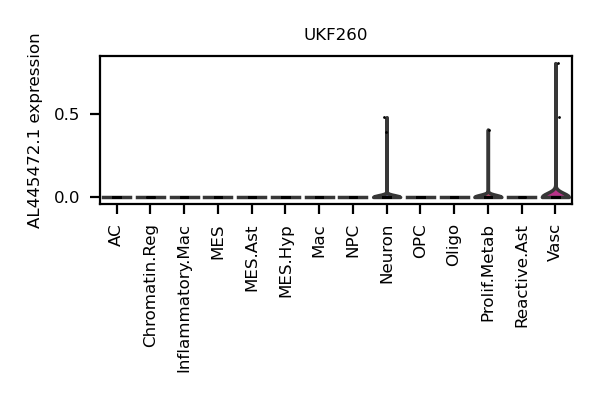 UKF260
AL445472.1 expression
0.5
0.0
AC
Chromatin.Reg
Inflammatory.Mac
MES
MES.Ast
MES.Hyp
Mac
NPC
Neuron
OPC
Oligo
Prolif.Metab
Reactive.Ast
Vasc